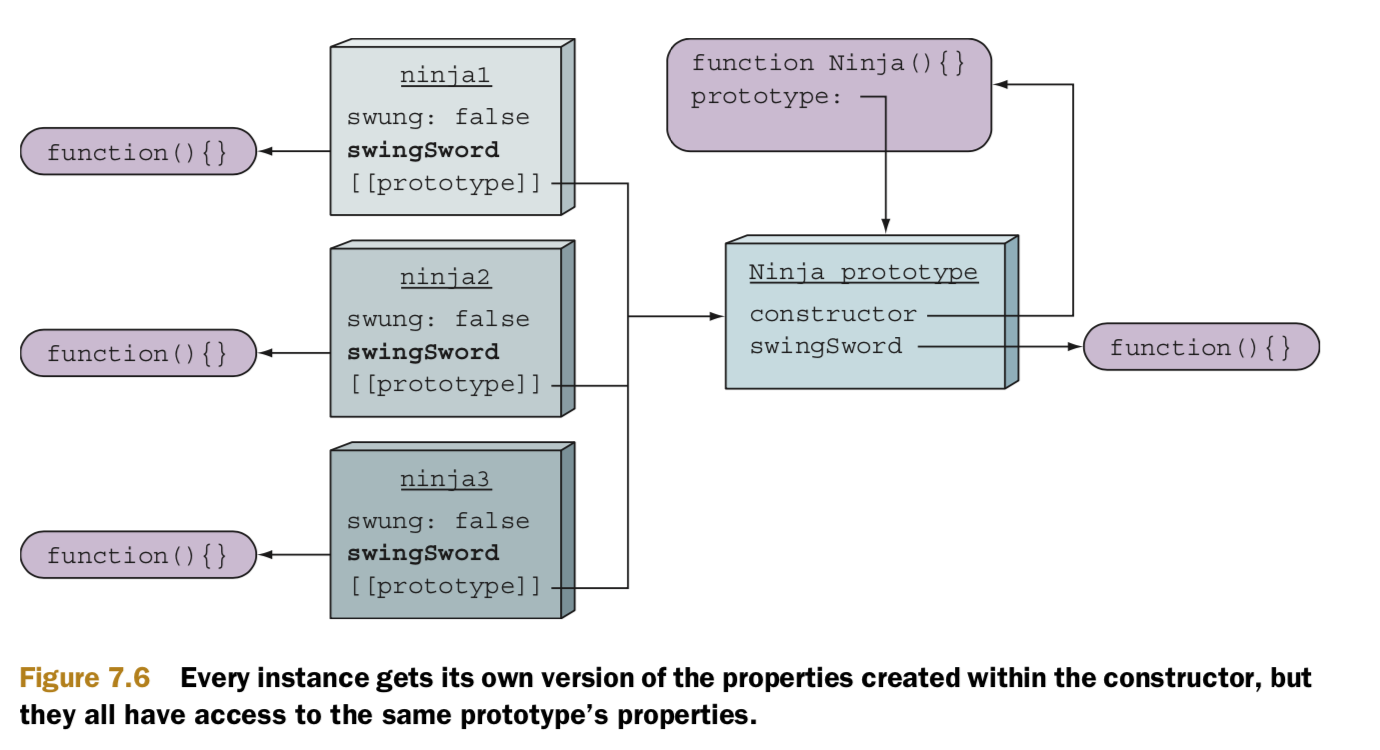 ninja1
swung: false
function(){}
swingSword
[[prototype]]
function Ninja(){}
prototype:
ninja2
swung: false
function(){}
swingSword
[[prototype]]
Ninja prototype
constructor
swingSword
function(){}
ninja3
swung: false
function(){}
swingSword
[[prototype]]
Figure 7.6 Every instance gets its own version of the properties created within the constructor, but
they all have access to the same prototype’s properties.